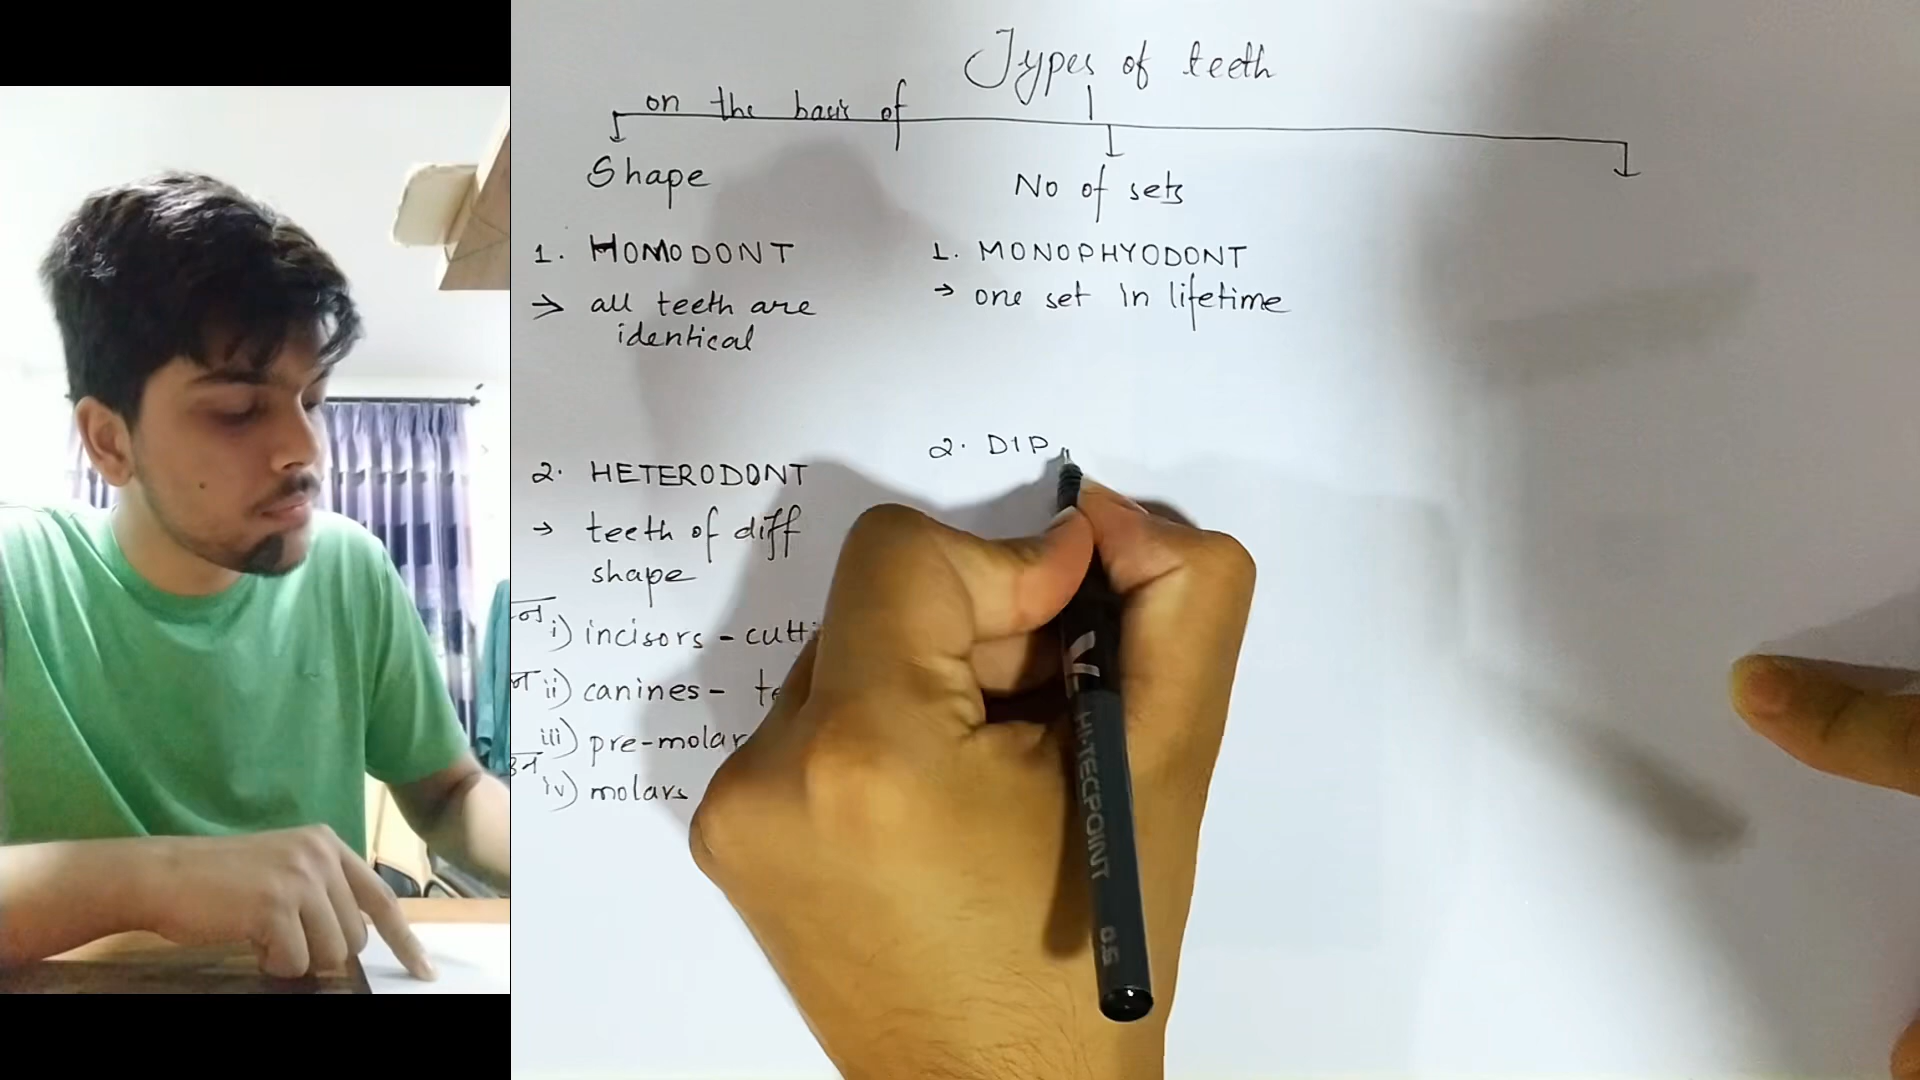 Types of teeth
on the basis of
Shape
No of sets
1. HOMODONT
→ all teeth are
identical
2. HETERODONT
→ teeth of diff
shape
i) incisors - cutti
ii) canines - te
iii) pre-molar
iv) molars
1. MONOPHYODONT
→ one set in lifetime
2. DIP
V
HI-TECPOINT 0.5